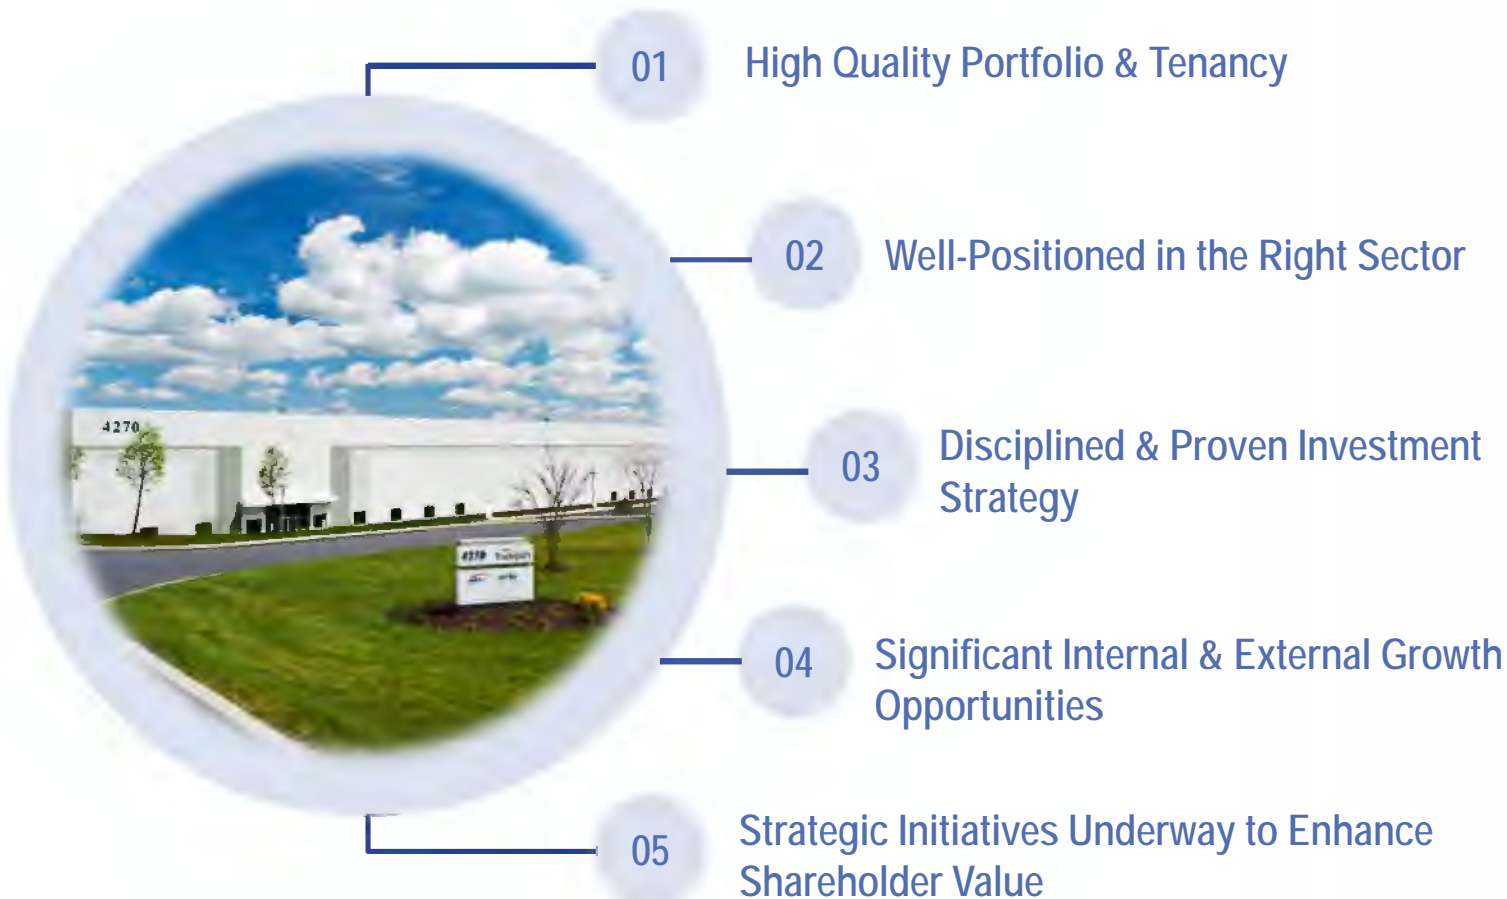 01
High Quality Portfolio & Tenancy
02
Well-Positioned in the Right Sector
4270
03
Disciplined & Proven Investment
Strategy
4270
04
Significant Internal & External Growth
Opportunities
05
Strategic Initiatives Underway to Enhance
Shareholder Value